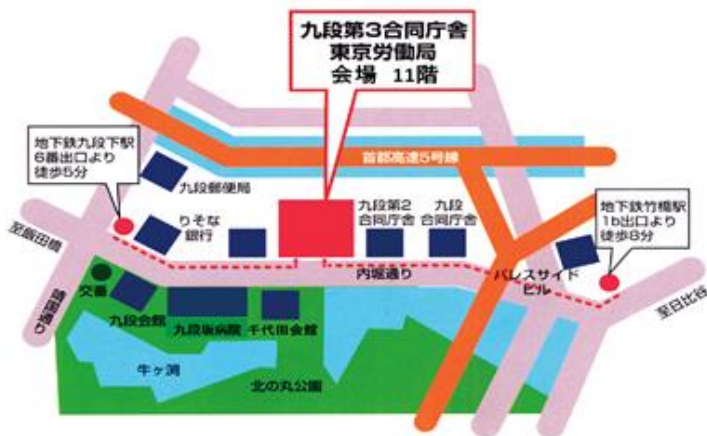 九段第3合同庁舎
東京労働局
会場 11階
地下鉄九段下駅
6番出口より
徒歩5分
首都高速5号線
九段郵便局
りそな
銀行
九段第2
合同庁舎
九段
合同庁舎
地下鉄竹橋駅
1b出口より
徒歩8分
至飯田橋
内堀通り
パレスサイド
ビル
至日比谷
靖国通り
交番
九段会館
九段坂病院
千代田会館
牛ヶ淵
北の丸公園